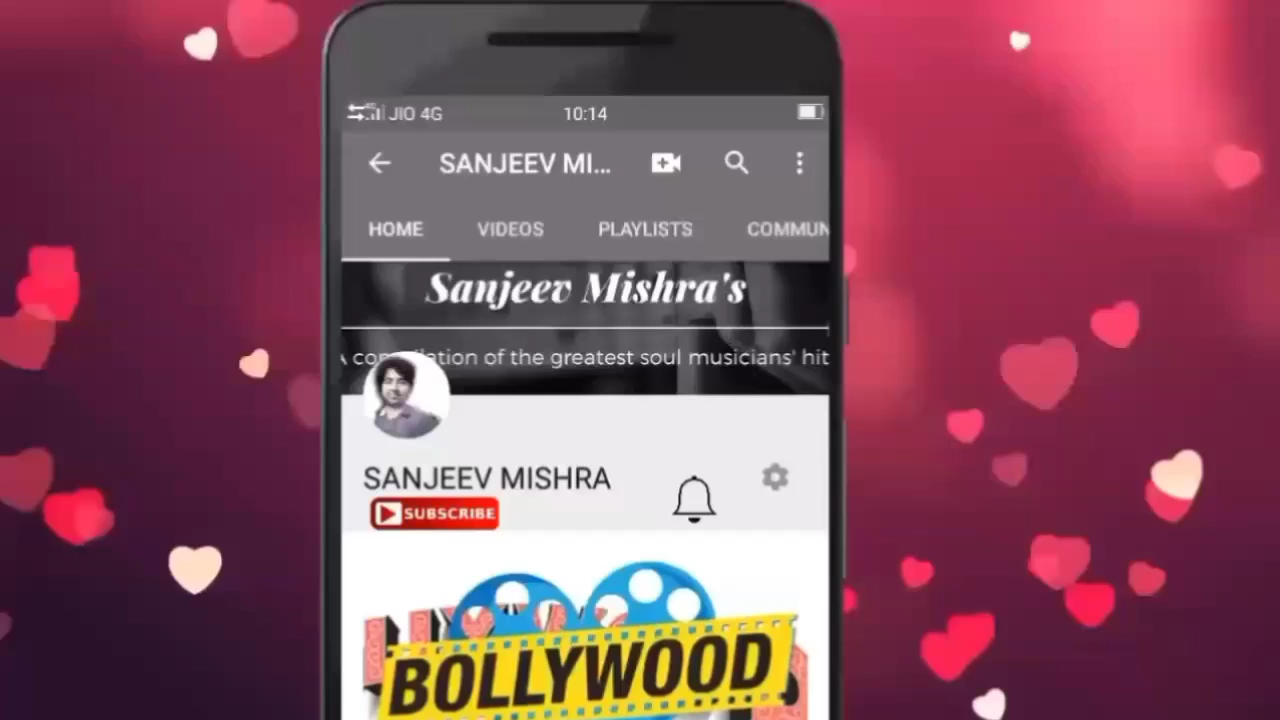 JIO 4G 10:14
SANJEEV MI...
HOME VIDEOS PLAYLISTS COMMUN
Sanjeev Mishra's
of the greatest soul musicians' hit
SANJEEV MISHRA
SUBSCRIBE
BOLLYWOOD